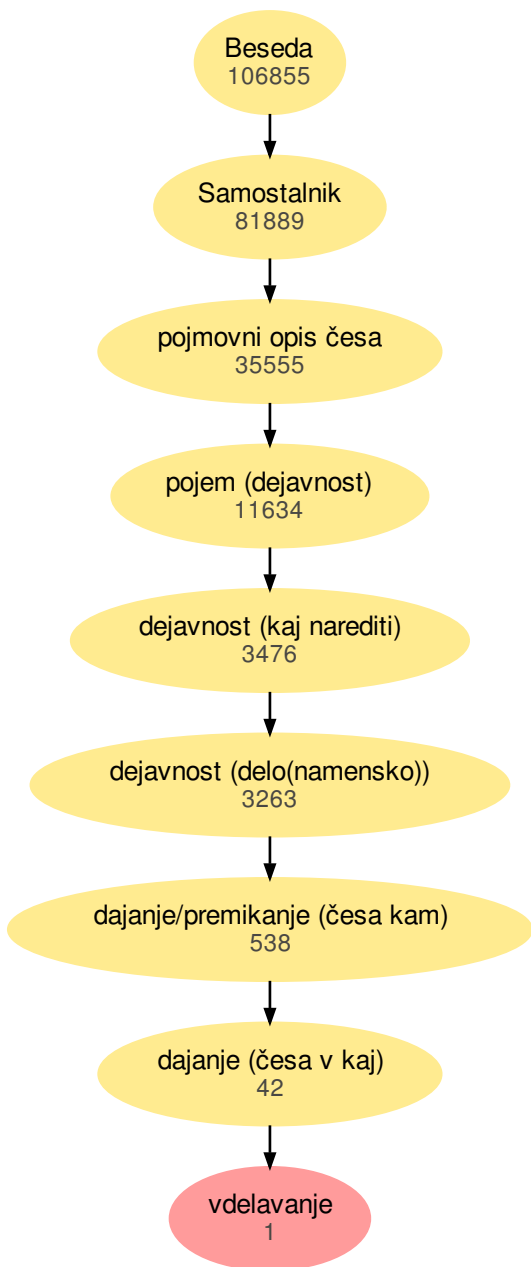 Beseda
106855
Samostalnik
81889
pojmovni opis česa
35555
pojem (dejavnost)
11634
dejavnost (kaj narediti)
3476
dejavnost (delo(namensko))
3263
dajanje/premikanje (česa kam)
538
dajanje (česa v kaj)
42
vdelavanje
1